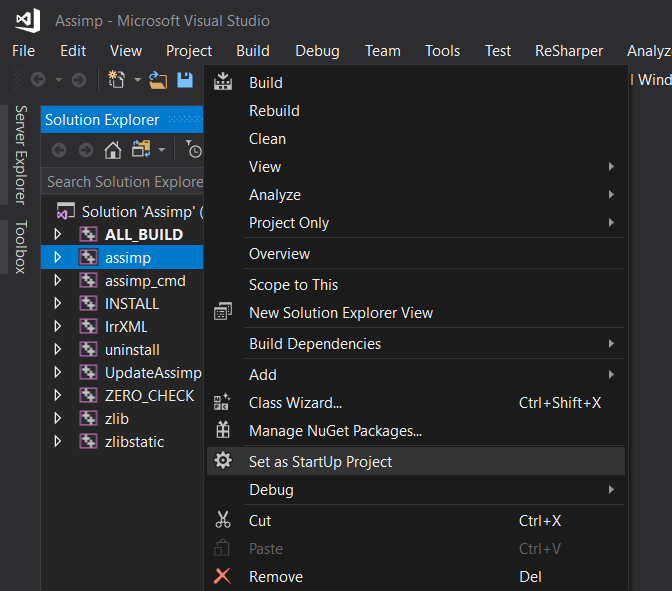 Assimp - Microsoft Visual Studio
File Edit View Project Build Debug Team Tools Test ReSharper Analyz
Wind
Server Explorer
Toolbox
Solution Explorer
Search Solution Explore
Solution 'Assimp' (
ALL_BUILD
assimp
assimp_cmd
INSTALL
IrrXML
uninstall
UpdateAssimp
ZERO_CHECK
zlib
zlibstatic
Build
Rebuild
Clean
View
Analyze
Project Only
Overview
Scope to This
New Solution Explorer View
Build Dependencies
Add
Class Wizard... Ctrl+Shift+X
Manage NuGet Packages...
Set as StartUp Project
Debug
Cut Ctrl+X
Paste Ctrl+V
Remove Del